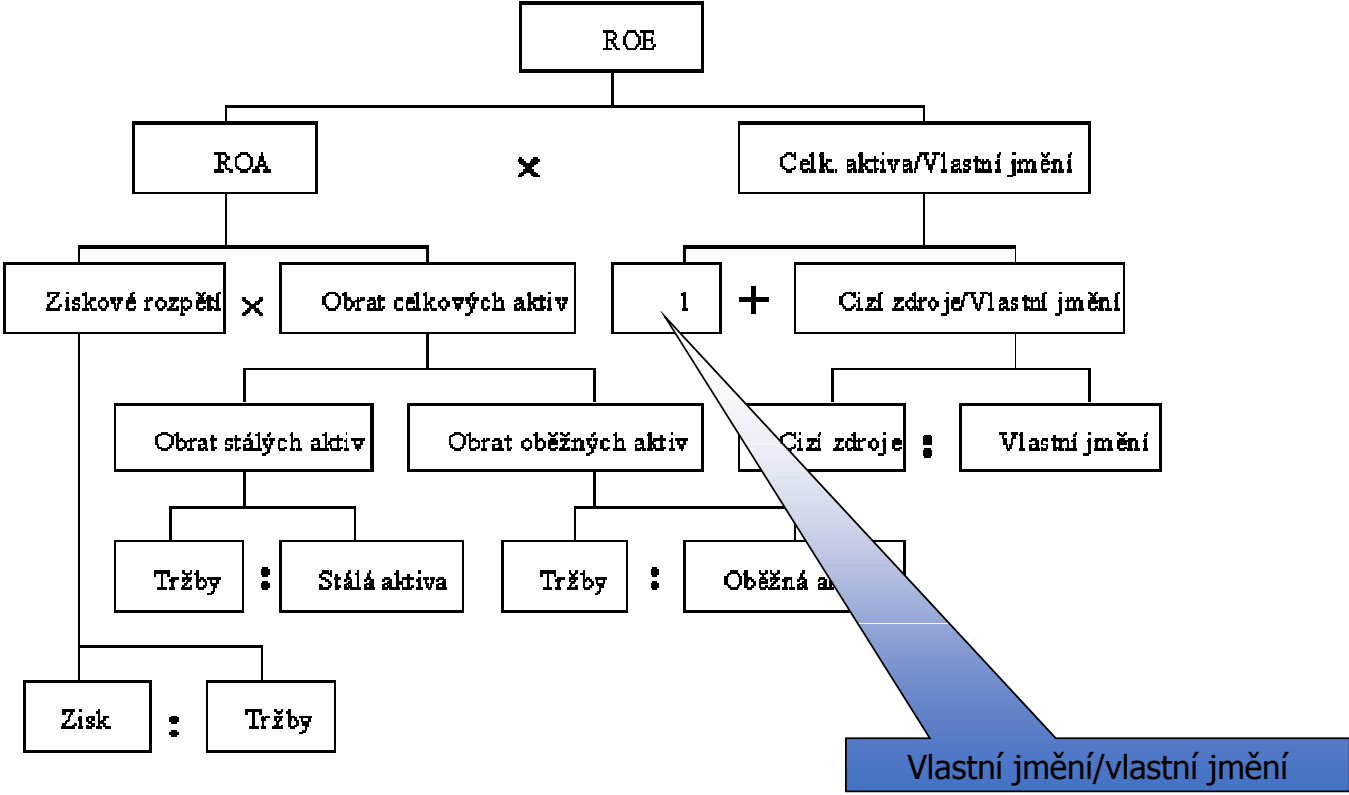 ROE
ROA
×
Celk. aktiva/Vlastní jmění
Ziskové rozpětí
×
Obrat celkových aktiv
1
+
Cizí zdroje/Vlastní jmění
Obrat stálých aktiv
Obrat oběžných aktiv
Cizí zdroje
:
Vlastní jmění
Tržby
:
Stálá aktiva
Tržby
:
Oběžná a
Zisk
:
Tržby
Vlastní jmění/vlastní jmění